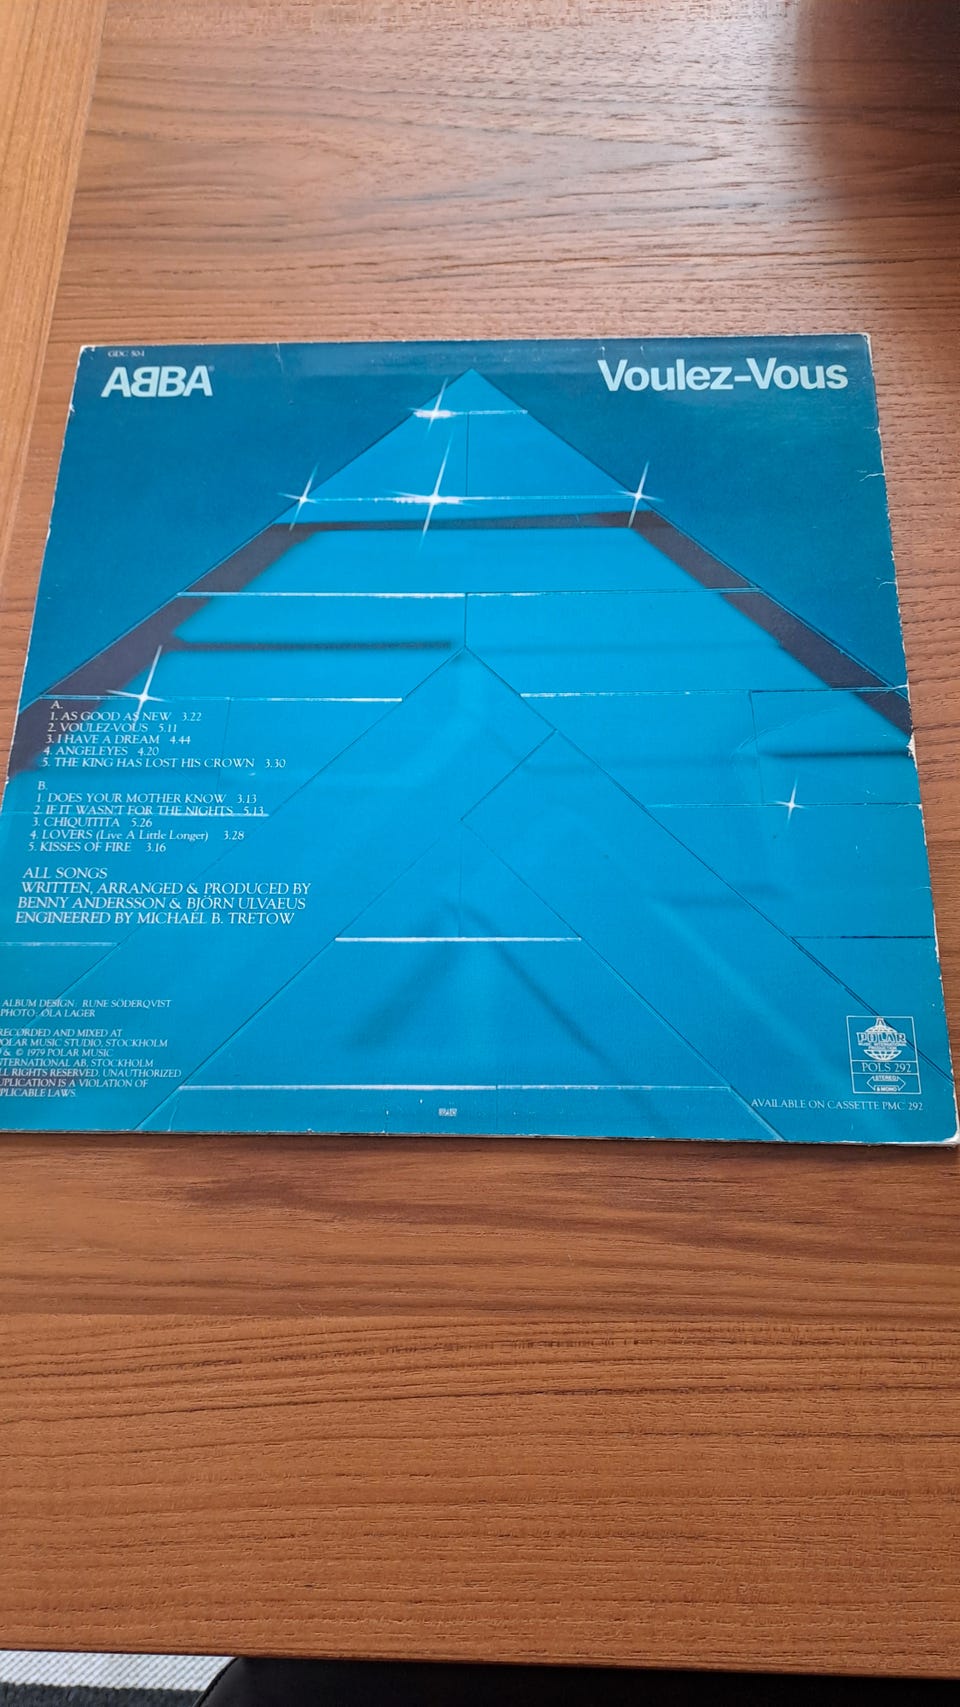 GDC 50-1
ABBA®
Voulez-Vous
A.
1. AS GOOD AS NEW 3.22
2. VOULEZ-VOUS 5.11
3. I HAVE A DREAM 4.44
4. ANGELEYES 4.20
5. THE KING HAS LOST HIS CROWN 3.30
B.
1. DOES YOUR MOTHER KNOW 3.13
2. IF IT WASN'T FOR THE NIGHTS 5.13
3. CHIQUITITA 5.26
4. LOVERS (Live A Little Longer) 3.28
5. KISSES OF FIRE 3.16
ALL SONGS
WRITTEN, ARRANGED & PRODUCED BY
BENNY ANDERSSON & BJÖRN ULVAEUS
ENGINEERED BY MICHAEL B. TRETOW
ALBUM DESIGN: RUNE SÖDERQVIST
PHOTO: OLA LAGER
RECORDED AND MIXED AT
POLAR MUSIC STUDIO, STOCKHOLM
& © 1979 POLAR MUSIC
INTERNATIONAL AB, STOCKHOLM
ALL RIGHTS RESERVED. UNAUTHORIZED
UPLICATION IS A VIOLATION OF
PLICABLE LAWS.
POLAR
POLS 292
STEREO
& MONO
AVAILABLE ON CASSETTE PMC 292